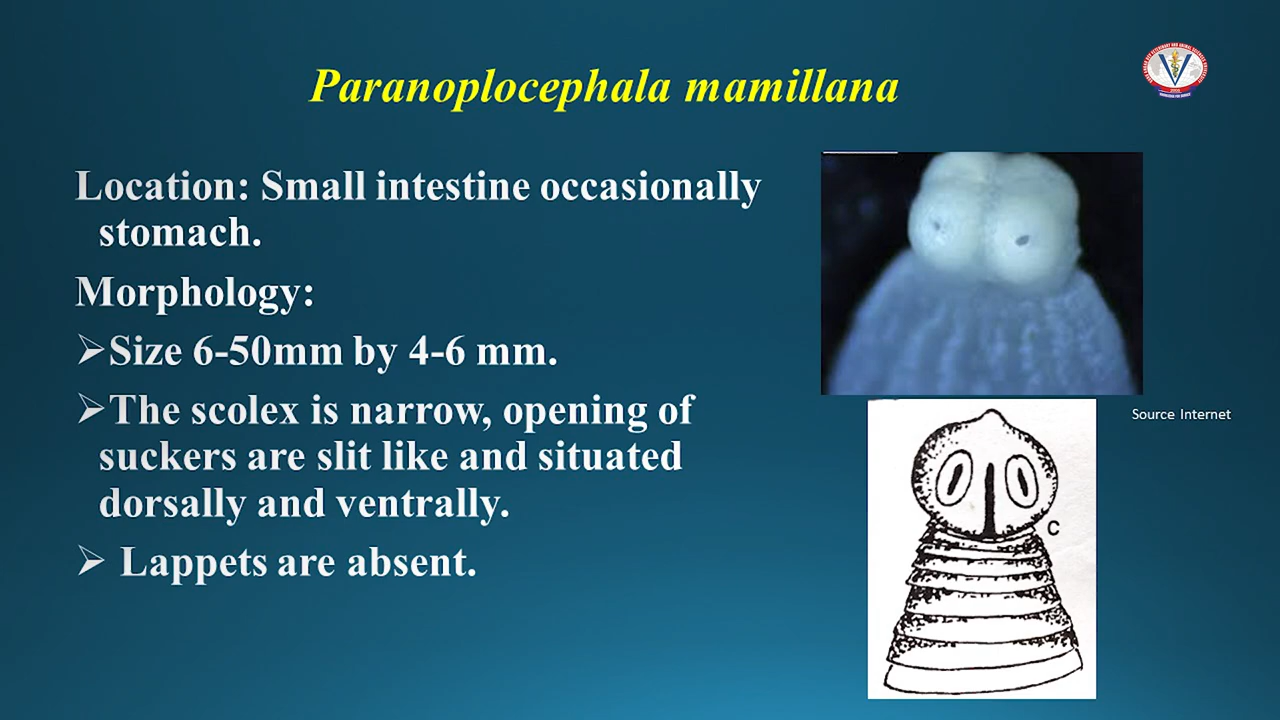 Paranoplocephala mamillana
Location: Small intestine occasionally
stomach.
Morphology:
➢Size 6-50mm by 4-6 mm.
➢The scolex is narrow, opening of
suckers are slit like and situated
dorsally and ventrally.
➢ Lappets are absent.
Source Internet
C